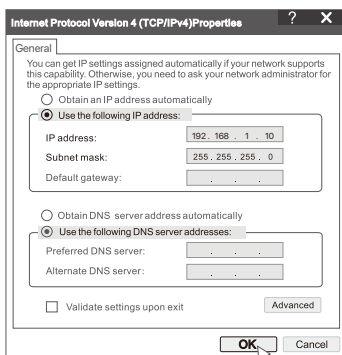 Internet Protocol Version 4 (TCP/IPv4)Properties ? X
General
You can get IP settings assigned automatically if your network supports
this capability. Otherwise, you need to ask your network administrator for
the appropriate IP settings.
Obtain an IP address automatically
Use the following IP address:
IP address: 192. 168 . 1 . 10
Subnet mask: 255. 255. 255. 0
Default gateway: . . .
Obtain DNS server address automatically
Use the following DNS server addresses:
Preferred DNS server: . . .
Alternate DNS server: . . .
Validate settings upon exit Advanced
OK Cancel